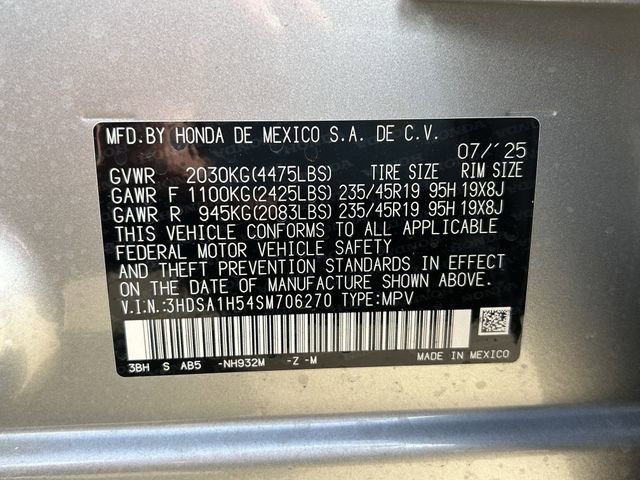 MFD.BY HONDA DE MEXICO S.A. DE C.V.
07/´25
GVWR 2030KG(4475LBS) TIRE SIZE RIM SIZE
GAWR F 1100KG(2425LBS) 235/45R19 95H 19X8J
GAWR R 945KG(2083LBS) 235/45R19 95H 19X8J
THIS VEHICLE CONFORMS TO ALL APPLICABLE
FEDERAL MOTOR VEHICLE SAFETY
AND THEFT PREVENTION STANDARDS IN EFFECT
ON THE DATE OF MANUFACTURE SHOWN ABOVE.
V.I.N.:3HDSA1H54SM706270 TYPE:MPV
3BH S AB5 -NH932M -Z -M MADE IN MEXICO